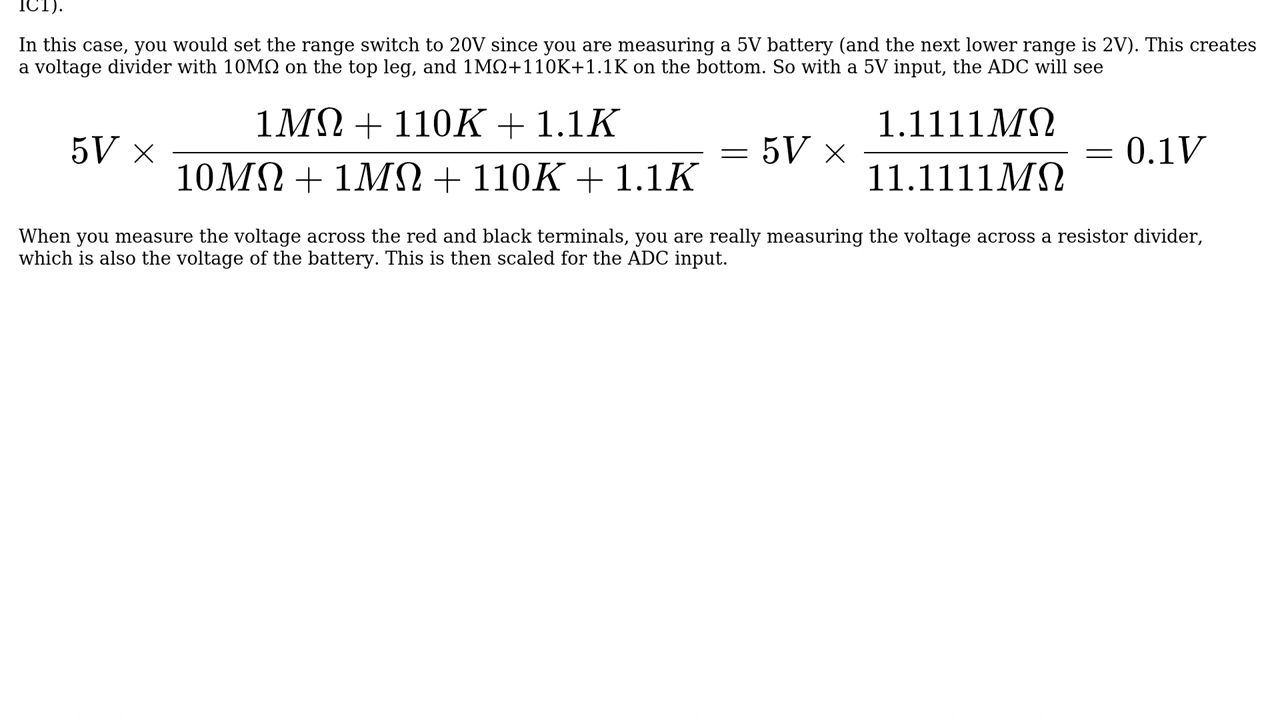 IC1).
In this case, you would set the range switch to 20V since you are measuring a 5V battery (and the next lower range is 2V). This creates
a voltage divider with 10MΩ on the top leg, and 1MΩ+110K+1.1K on the bottom. So with a 5V input, the ADC will see
5V × \frac{1MΩ + 110K + 1.1K}{10MΩ + 1MΩ + 110K + 1.1K} = 5V × \frac{1.1111MΩ}{11.1111MΩ} = 0.1V
When you measure the voltage across the red and black terminals, you are really measuring the voltage across a resistor divider,
which is also the voltage of the battery. This is then scaled for the ADC input.